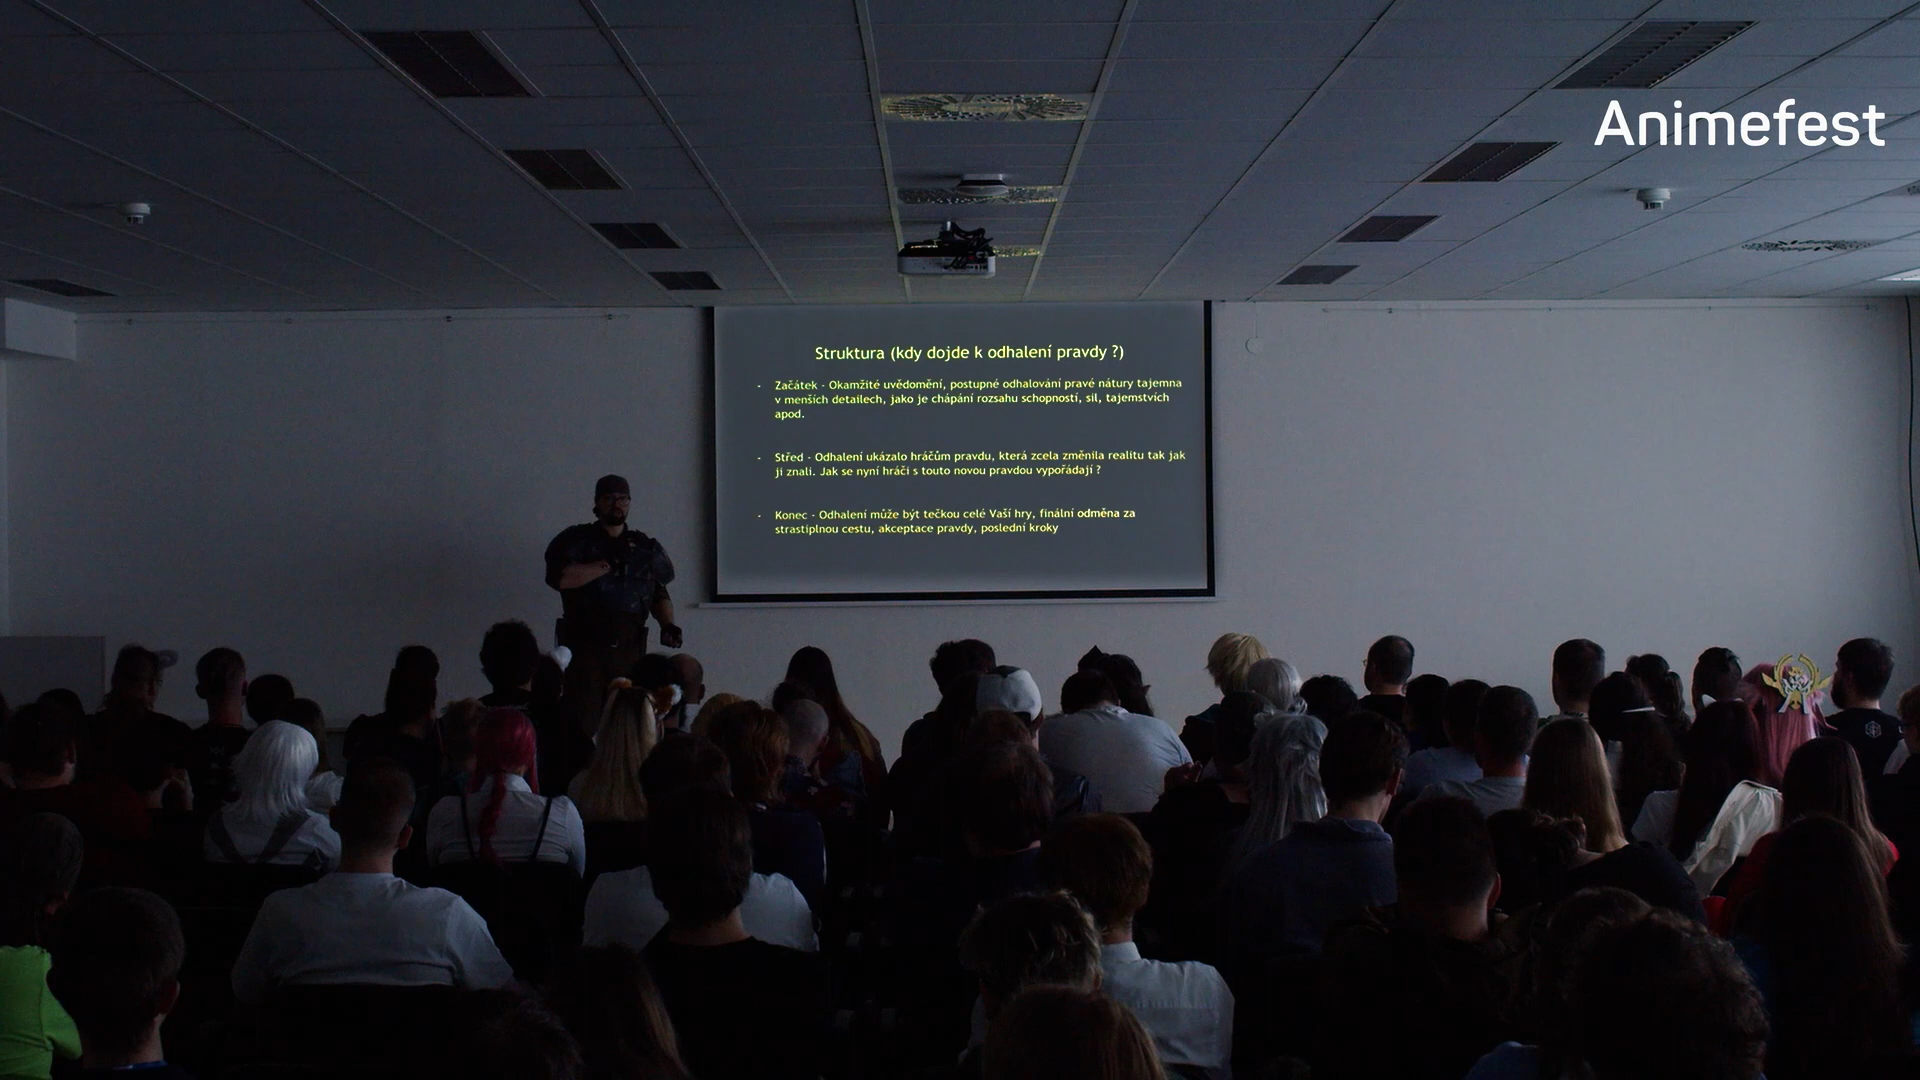 Animefest
Struktura (kdy dojde k odhalení pravdy ?)
- Začátek - Okamžité uvědomění, postupné odhalování pravé nátury tajemna
v menších detailech, jako je chápání rozsahu schopností, sil, tajemstvích
apod.
- Střed - Odhalení ukázalo hráčům pravdu, která zcela změnila realitu tak jak
ji znali. Jak se nyní hráči s touto novou pravdou vypořádají ?
- Konec - Odhalení může být tečkou celé Vaší hry, finální odměna za
strastiplnou cestu, akceptace pravdy, poslední kroky